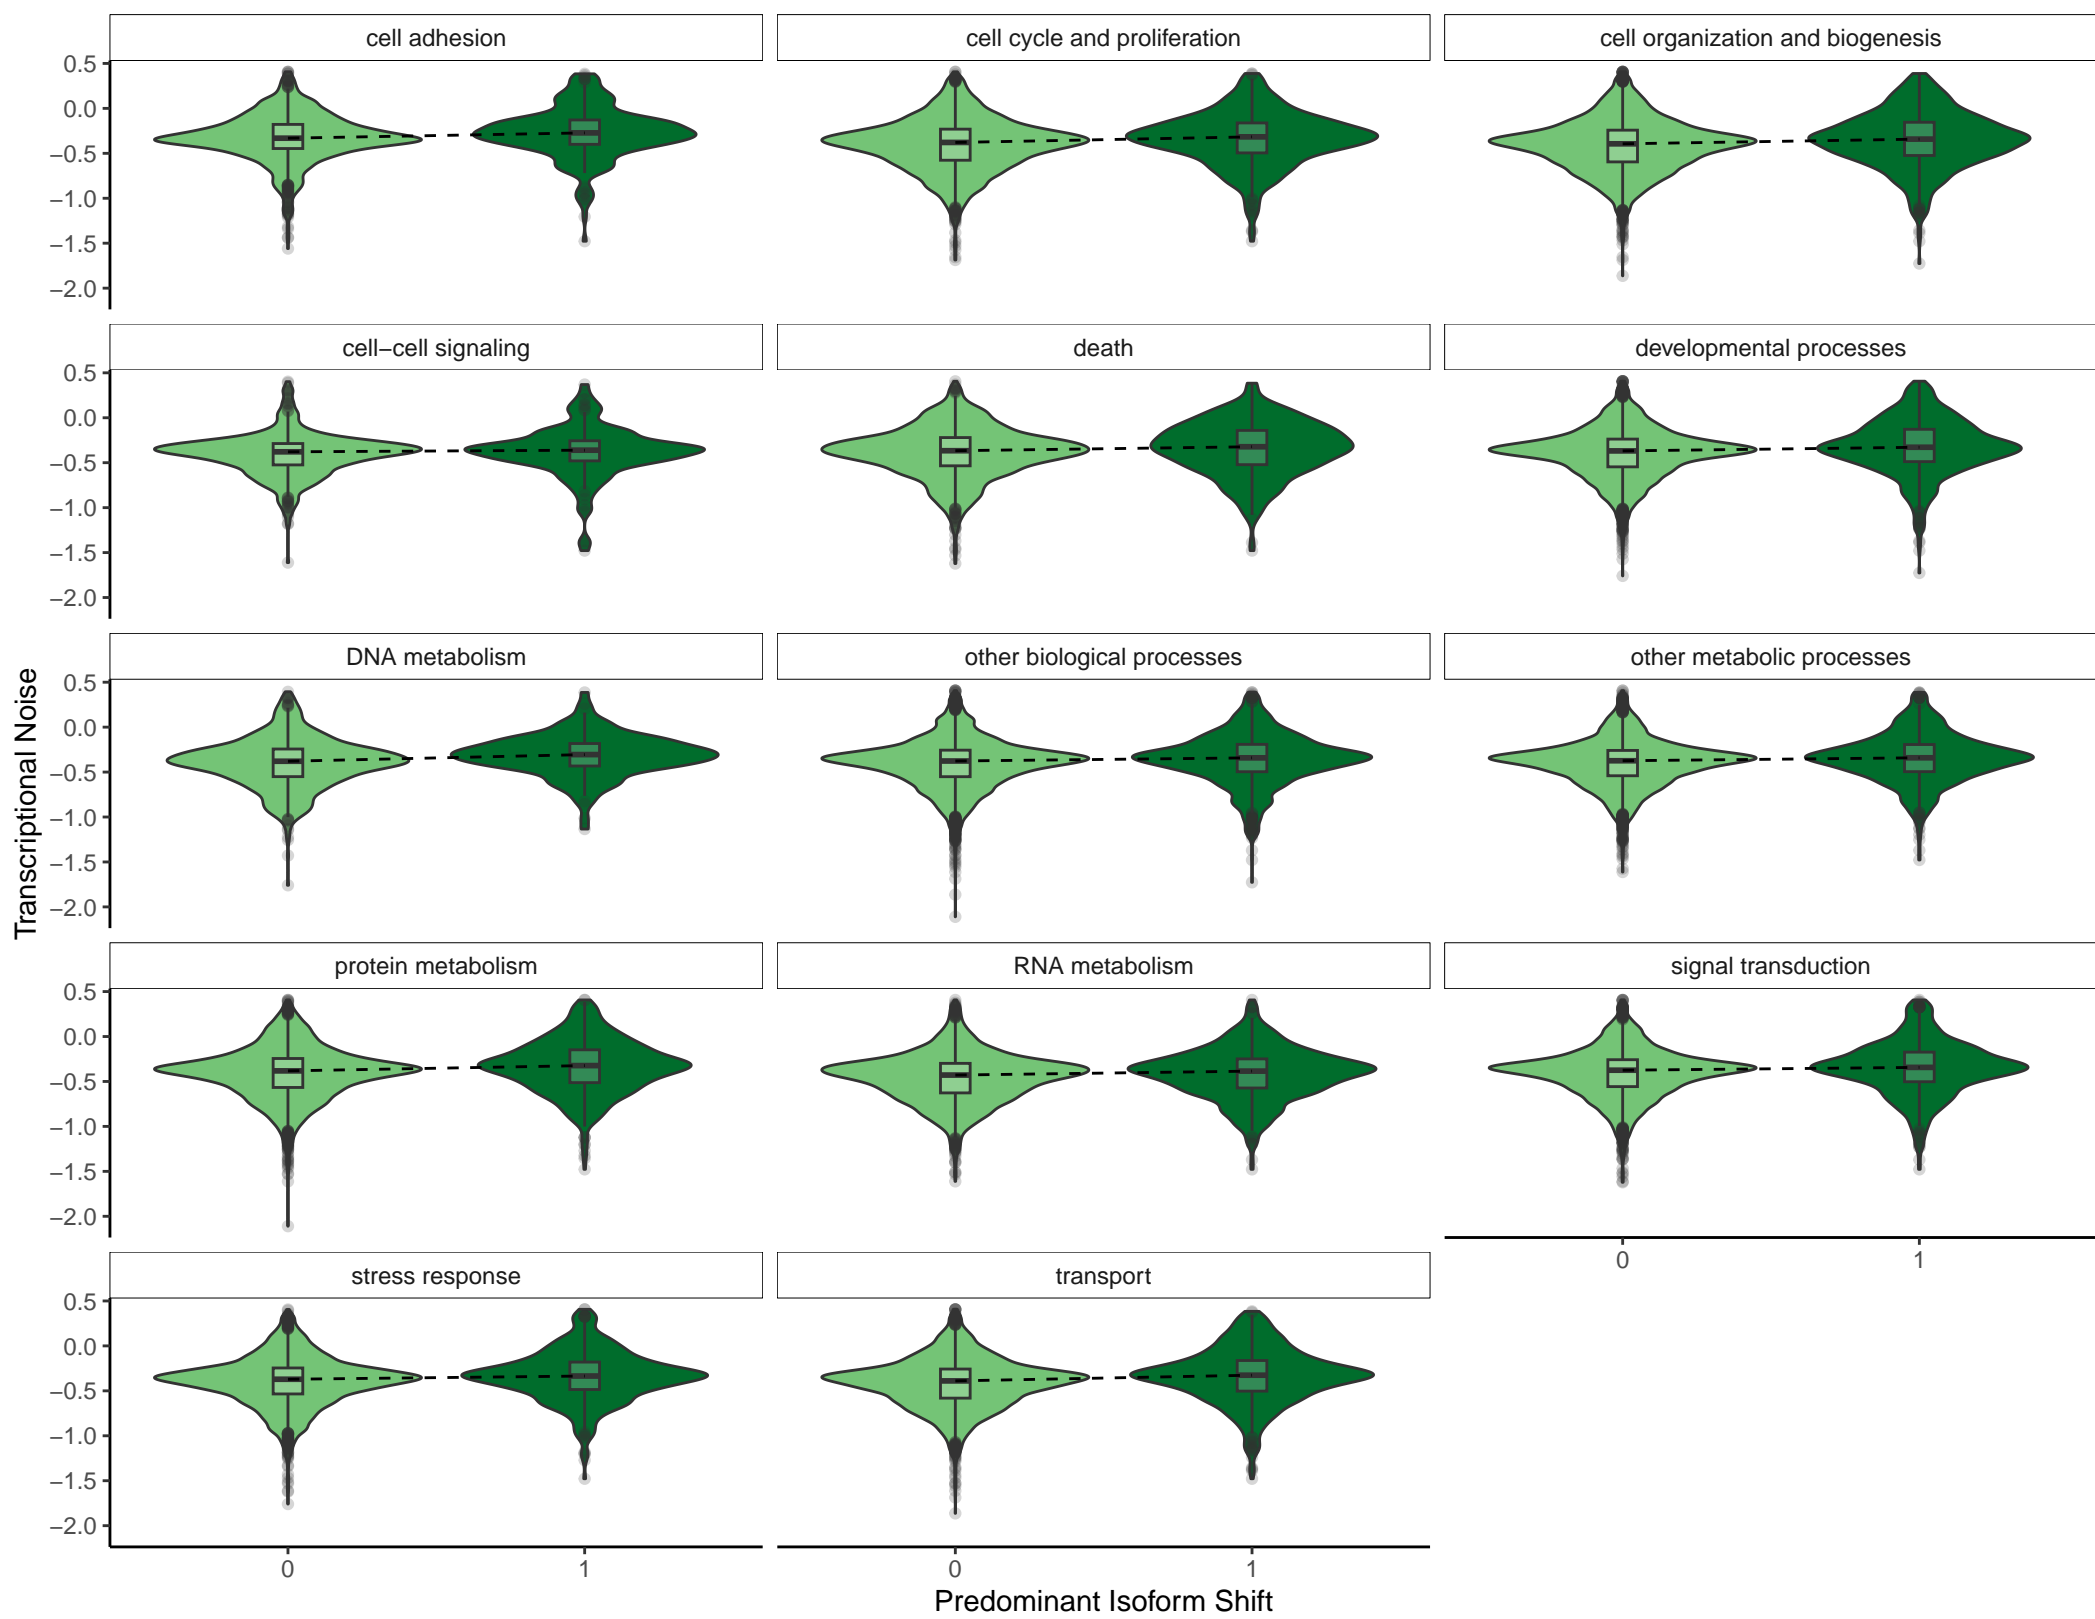 cell adhesion
cell cycle and proliferation
cell organization and biogenesis
0.5
0.0
−0.5
−1.0
−1.5
−2.0
cell−cell signaling
death
developmental processes
0.5
0.0
−0.5
−1.0
−1.5
−2.0
DNA metabolism
other biological processes
other metabolic processes
0.5
0.0
−0.5
−1.0
−1.5
−2.0
Transcriptional Noise
protein metabolism
RNA metabolism
signal transduction
0.5
0.0
−0.5
−1.0
−1.5
−2.0
0 1
stress response
transport
0.5
0.0
−0.5
−1.0
−1.5
−2.0
0 1
0 1
Predominant Isoform Shift